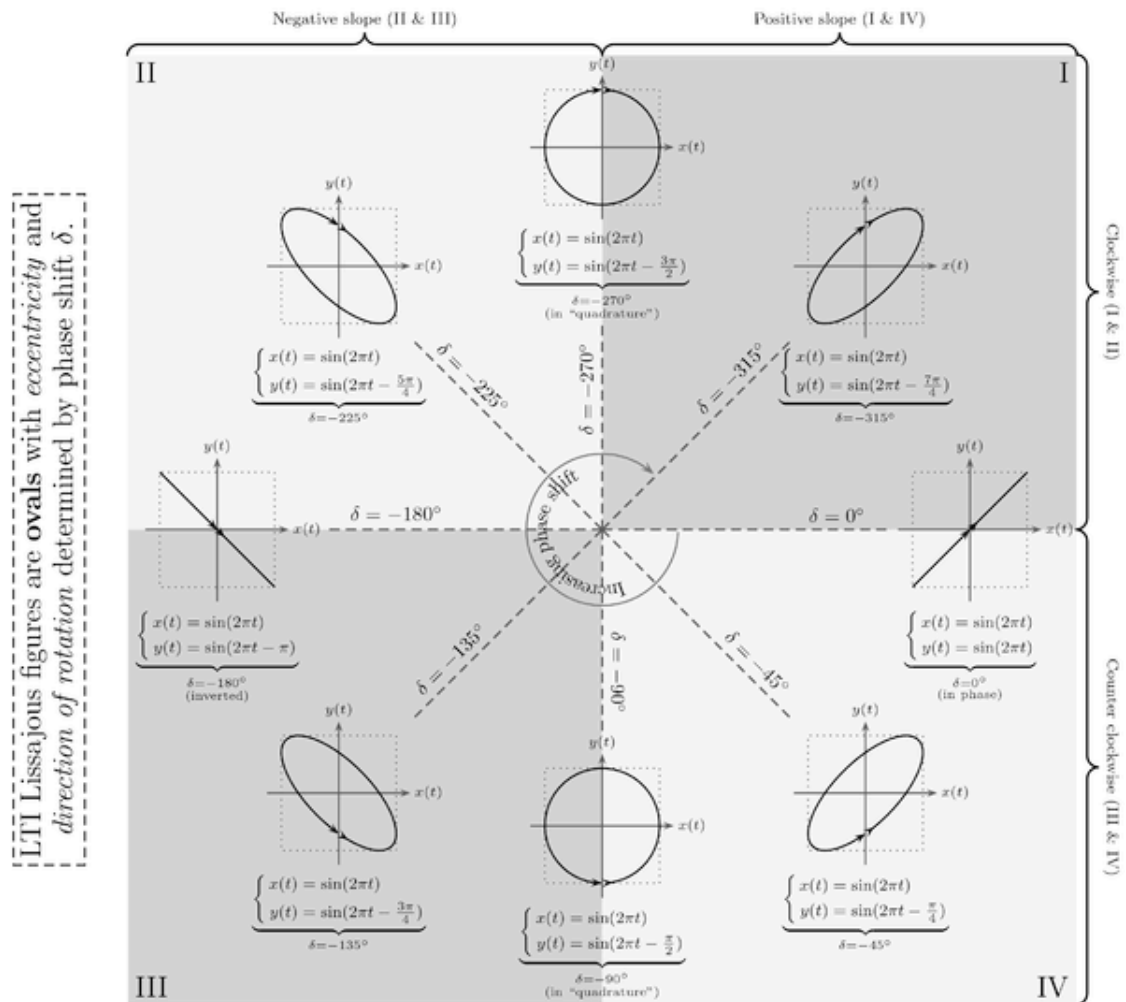 Negative slope (II & III)
Positive slope (I & IV)
II
I
y(t)
x(t)
{ x(t) = sin(2πt)
y(t) = sin(2πt − 3π/2)
δ=−270°
(in "quadrature")
y(t)
x(t)
{ x(t) = sin(2πt)
y(t) = sin(2πt − 5π/4)
δ=−225°
y(t)
x(t)
{ x(t) = sin(2πt)
y(t) = sin(2πt − 7π/4)
δ=−315°
Clockwise (I & II)
LTI Lissajous figures are ovals with eccentricity and
direction of rotation determined by phase shift δ.
δ = −225°
δ = −270°
δ = −315°
y(t)
x(t)
{ x(t) = sin(2πt)
y(t) = sin(2πt − π)
δ=−180°
(inverted)
δ = −180°
Increasing phase shift
δ = 0°
y(t)
x(t)
{ x(t) = sin(2πt)
y(t) = sin(2πt)
δ=0°
(in phase)
δ = −135°
δ = −90°
δ = −45°
Counter clockwise (III & IV)
y(t)
x(t)
{ x(t) = sin(2πt)
y(t) = sin(2πt − 3π/4)
δ=−135°
y(t)
x(t)
{ x(t) = sin(2πt)
y(t) = sin(2πt − π/2)
δ=−90°
(in "quadrature")
y(t)
x(t)
{ x(t) = sin(2πt)
y(t) = sin(2πt − π/4)
δ=−45°
III
IV